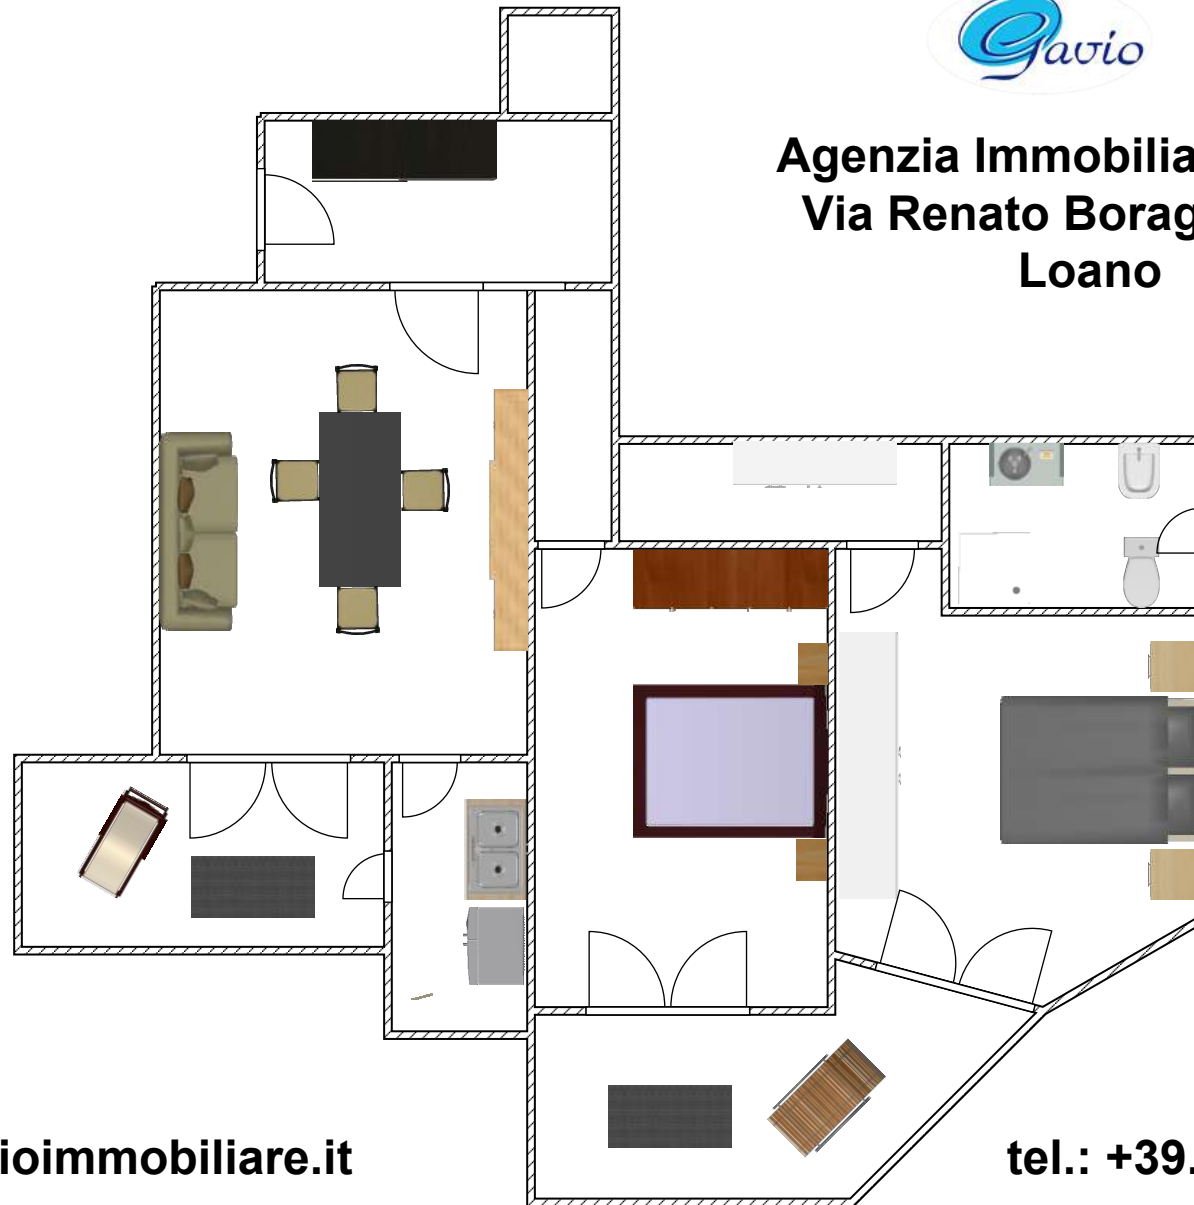 Gavio
Agenzia Immobilia
Via Renato Borag
Loano
ioimmobiliare.it
tel.: +39.